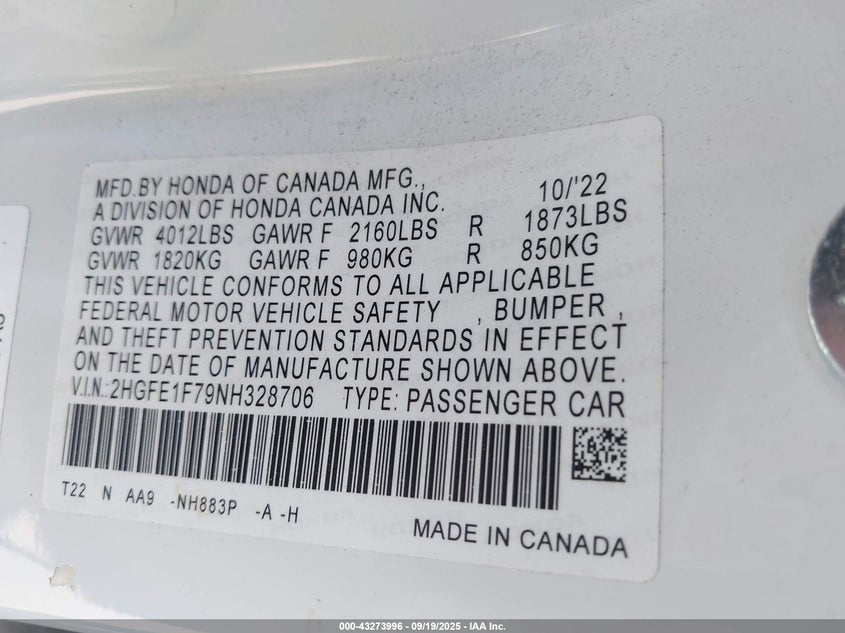 MFD.BY HONDA OF CANADA MFG., 10/'22
A DIVISION OF HONDA CANADA INC.
GVWR 4012LBS GAWR F 2160LBS R 1873LBS
GVWR 1820KG GAWR F 980KG R 850KG
THIS VEHICLE CONFORMS TO ALL APPLICABLE
FEDERAL MOTOR VEHICLE SAFETY , BUMPER ,
AND THEFT PREVENTION STANDARDS IN EFFECT
ON THE DATE OF MANUFACTURE SHOWN ABOVE.
V.I.N.:2HGFE1F79NH328706 TYPE: PASSENGER CAR
T22 N AA9 -NH883P -A -H
MADE IN CANADA
000-43273996 - 09/19/2025 - IAA Inc.